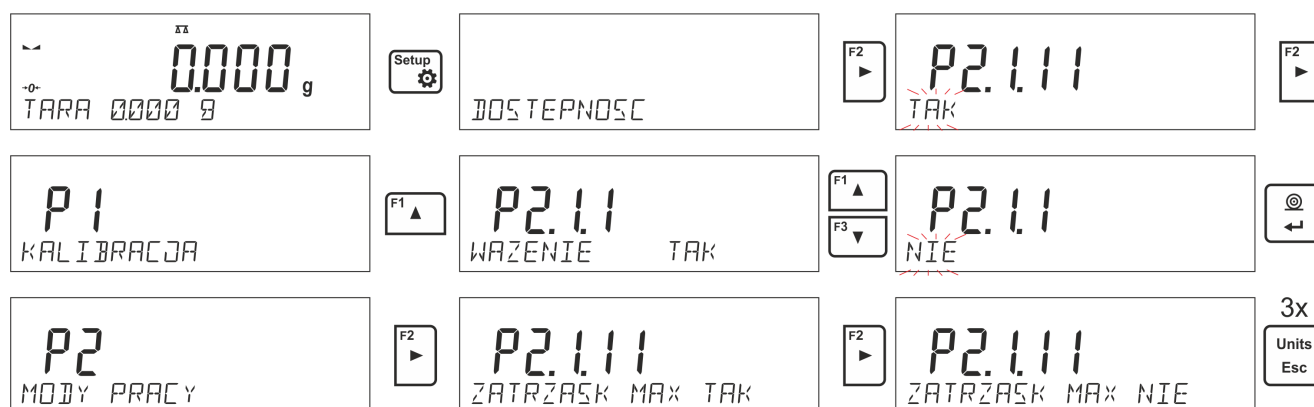 0.000 g
→0←
TARA 0.000 g
Setup
DOSTEPNOSC
F2 ►
P2.1.11
TAK
F2 ►
P1
KALIBRACJA
F1 ▲
P2.1.1
WAZENIE TAK
F1 ▲
F3 ▼
P2.1.1
NIE
P2
MODY PRACY
F2 ►
P2.1.11
ZATRZASK MAX TAK
F2 ►
P2.1.11
ZATRZASK MAX NIE
3x
Units
Esc